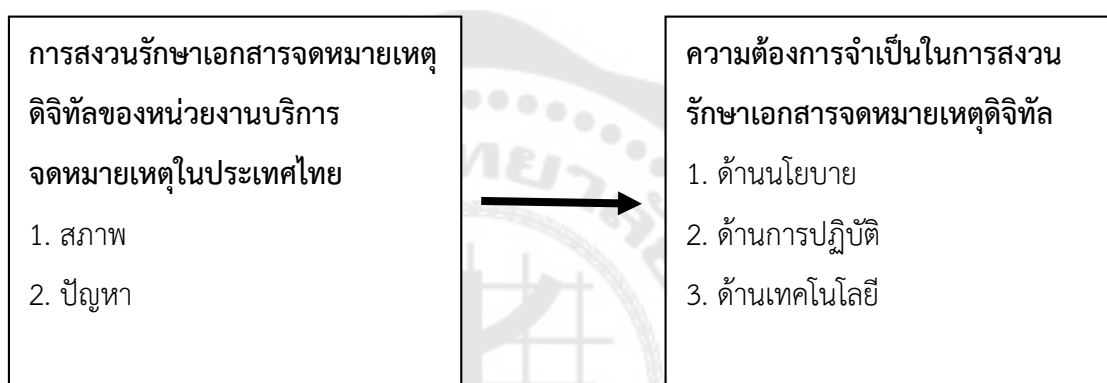 การสงวนรักษาเอกสารจดหมายเหตุ
ดิจิทัลของหน่วยงานบริการ
จดหมายเหตุในประเทศไทย
1. สภาพ
2. ปัญหา
ความต้องการจำเป็นในการสงวน
รักษาเอกสารจดหมายเหตุดิจิทัล
1. ด้านนโยบาย
2. ด้านการปฏิบัติ
3. ด้านเทคโนโลยี